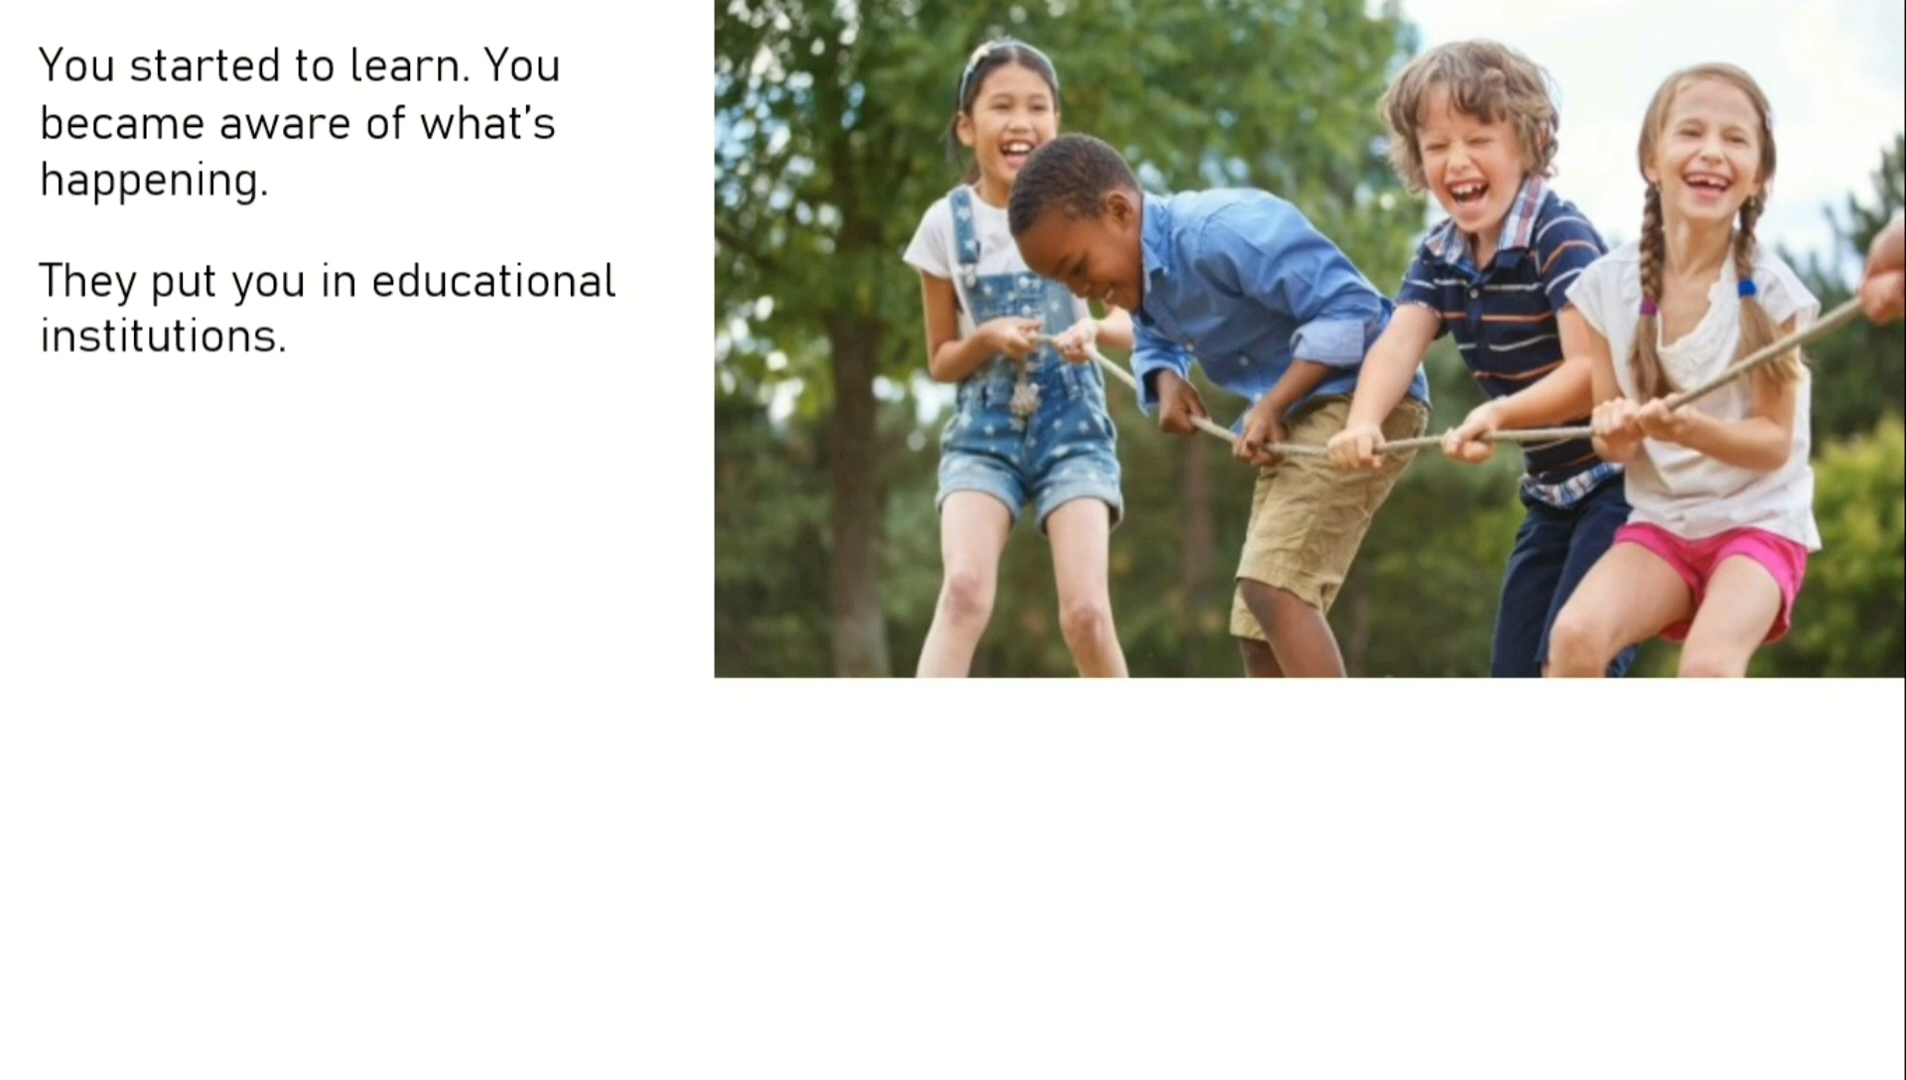 You started to learn. You
became aware of what's
happening.
They put you in educational
institutions.